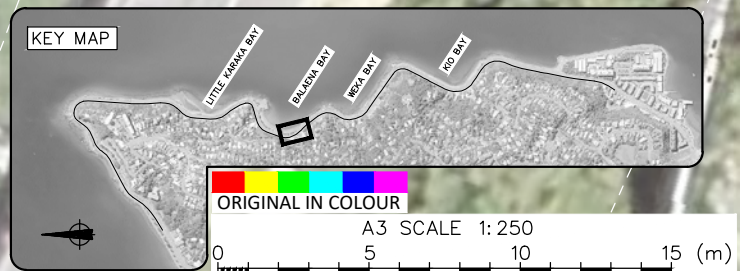 KEY MAP
LITTLE KARAKA BAY
BALAENA BAY
WEKA BAY
KIO BAY
ORIGINAL IN COLOUR
A3 SCALE 1:250
0 5 10 15 (m)